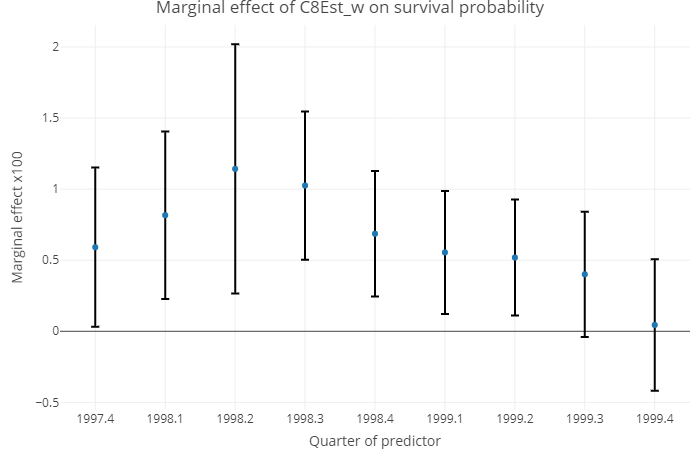 Marginal effect of C8Est_w on survival probability
Marginal effect x100
2
1.5
1
0.5
0
−0.5
1997.4 1998.1 1998.2 1998.3 1998.4 1999.1 1999.2 1999.3 1999.4
Quarter of predictor